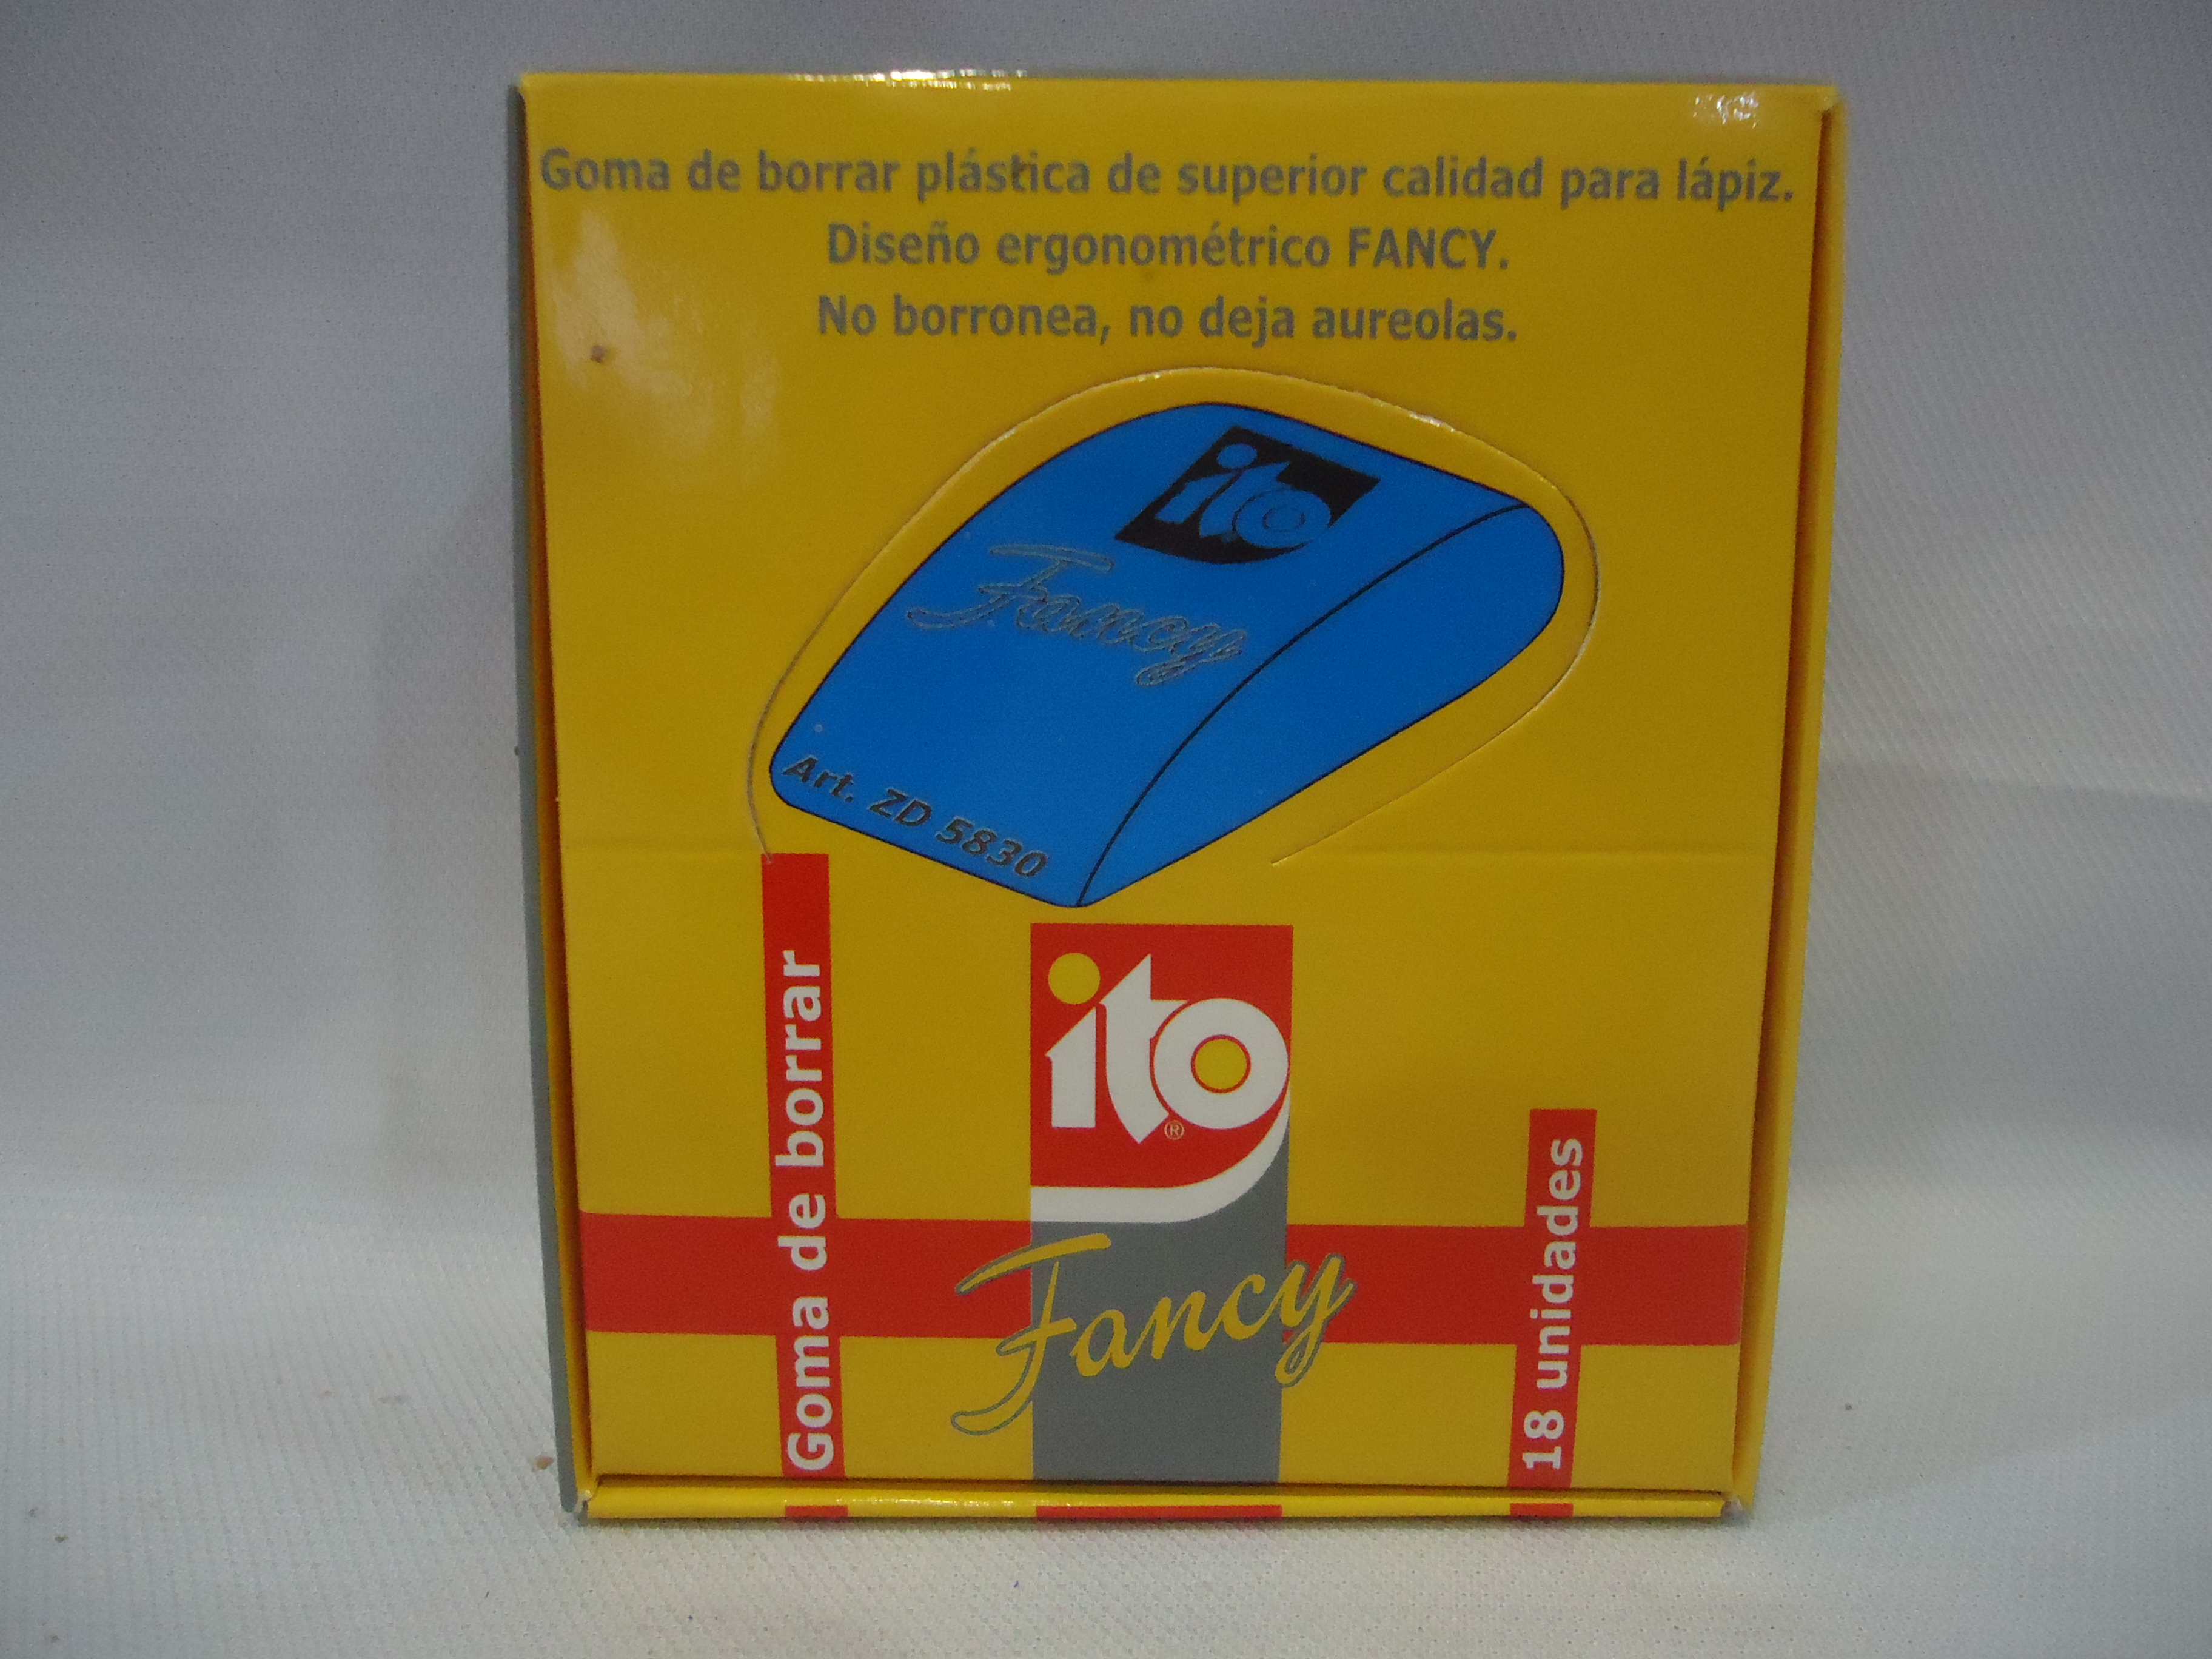 Goma de borrar plástica de superior calidad para lápiz.
Diseño ergonométrico FANCY.
No borronea, no deja aureolas.
ito
Fancy
Art. ZD 5830
Goma de borrar
ito®
Fancy
18 unidades